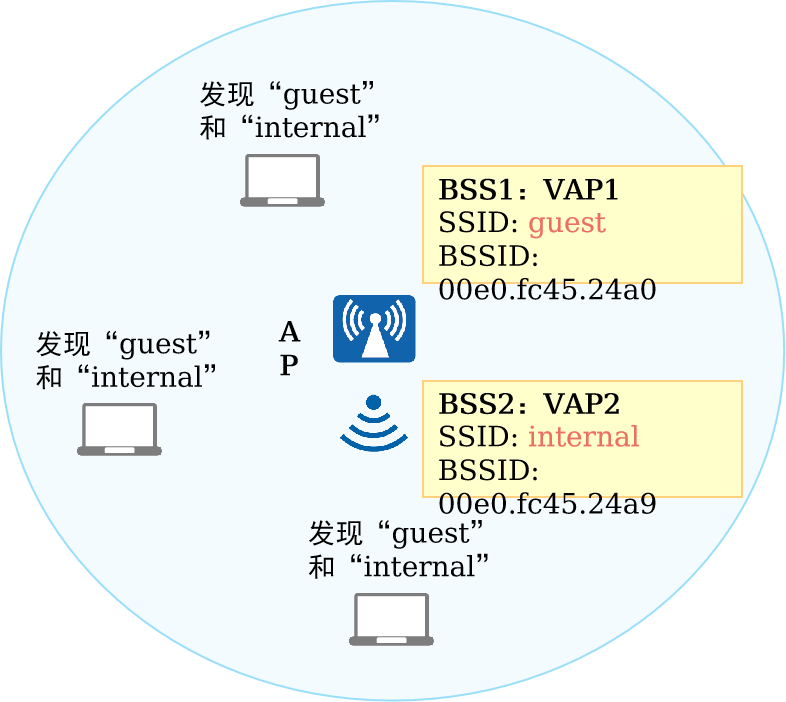 发现“guest”
和“internal”
BSS1：VAP1
SSID: guest
BSSID:
00e0.fc45.24a0
A
P
发现“guest”
和“internal”
BSS2：VAP2
SSID: internal
BSSID:
00e0.fc45.24a9
发现“guest”
和“internal”